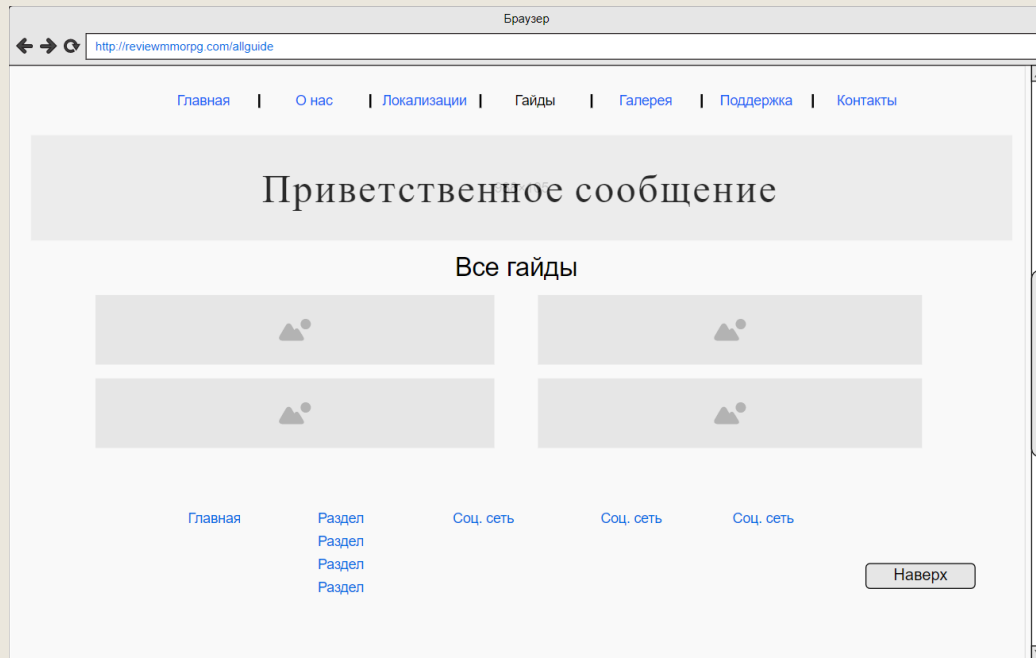 Браузер
http://reviewmmorpg.com/allguide
Главная | О нас | Локализации | Гайды | Галерея | Поддержка | Контакты
Приветственное сообщение
Все гайды
Главная Раздел Соц. сеть Соц. сеть Соц. сеть
Раздел
Раздел
Раздел
Наверх